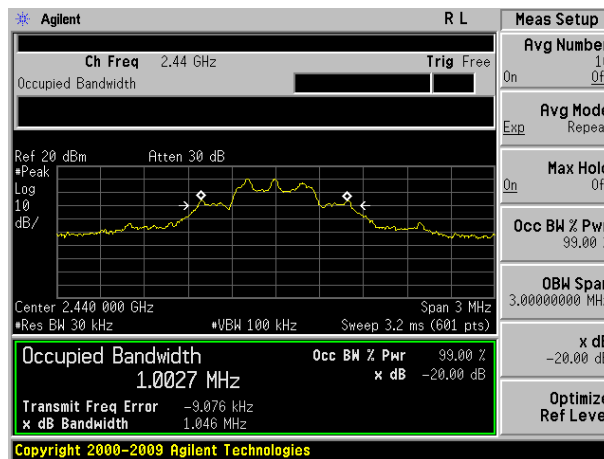 Agilent R L Meas Setup
Ch Freq 2.44 GHz Trig Free
Occupied Bandwidth
Ref 20 dBm Atten 30 dB
#Peak
Log
10
dB/
Center 2.440 000 GHz Span 3 MHz
#Res BW 30 kHz #VBW 100 kHz Sweep 3.2 ms (601 pts)
Occupied Bandwidth
1.0027 MHz
Occ BW % Pwr 99.00 %
x dB -20.00 dB
Transmit Freq Error -9.076 kHz
x dB Bandwidth 1.046 MHz
Copyright 2000-2009 Agilent Technologies
Avg Number
On
Avg Mode
Exp
Max Hold
On
Occ BW % Pwr
99.00
OBW Span
3.00000000
x dB
-20.00
Optimize
Ref Level